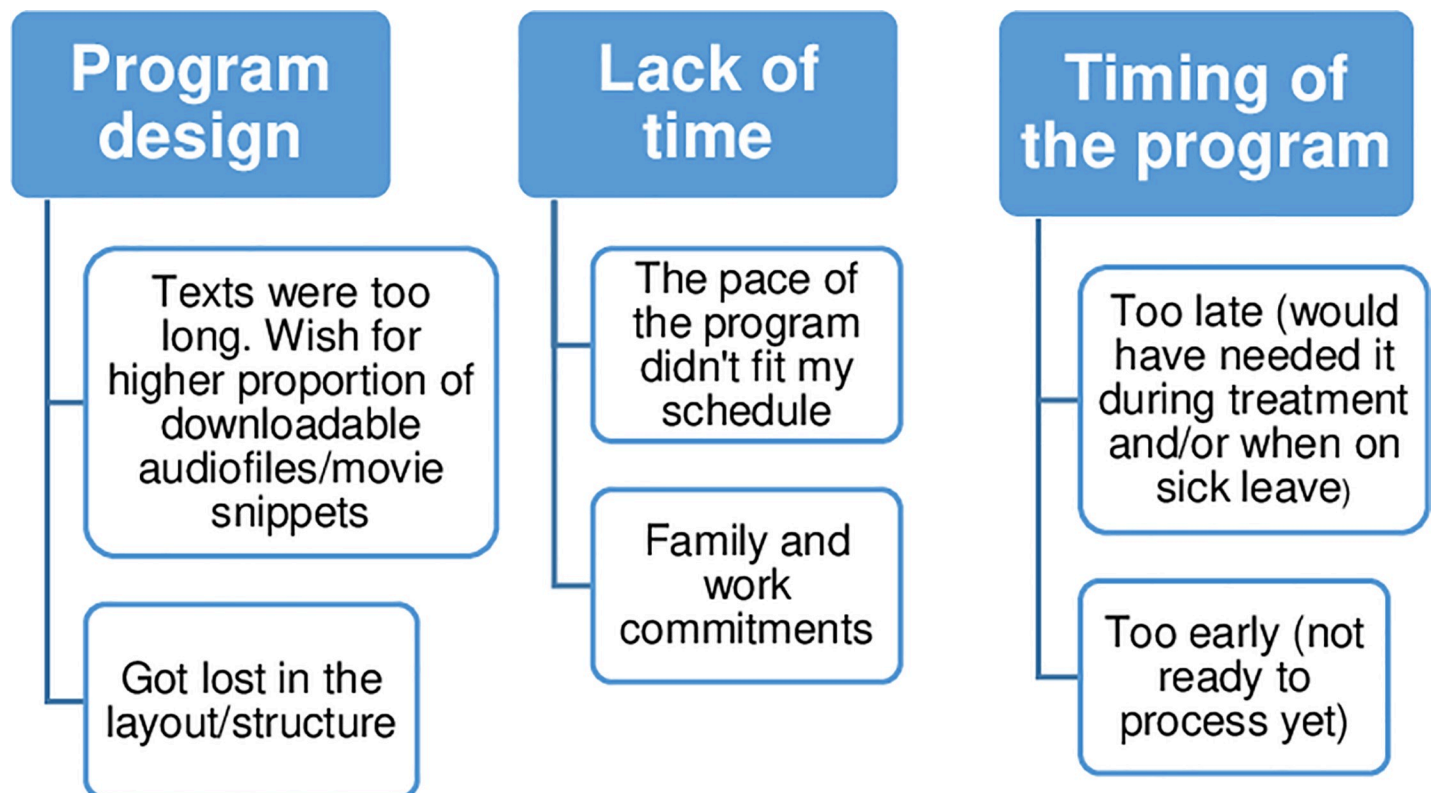 Program
design
Texts were too
long. Wish for
higher proportion of
downloadable
audiofiles/movie
snippets
Got lost in the
layout/structure
Lack of
time
The pace of
the program
didn't fit my
schedule
Family and
work
commitments
Timing of
the program
Too late (would
have needed it
during treatment
and/or when on
sick leave)
Too early (not
ready to
process yet)